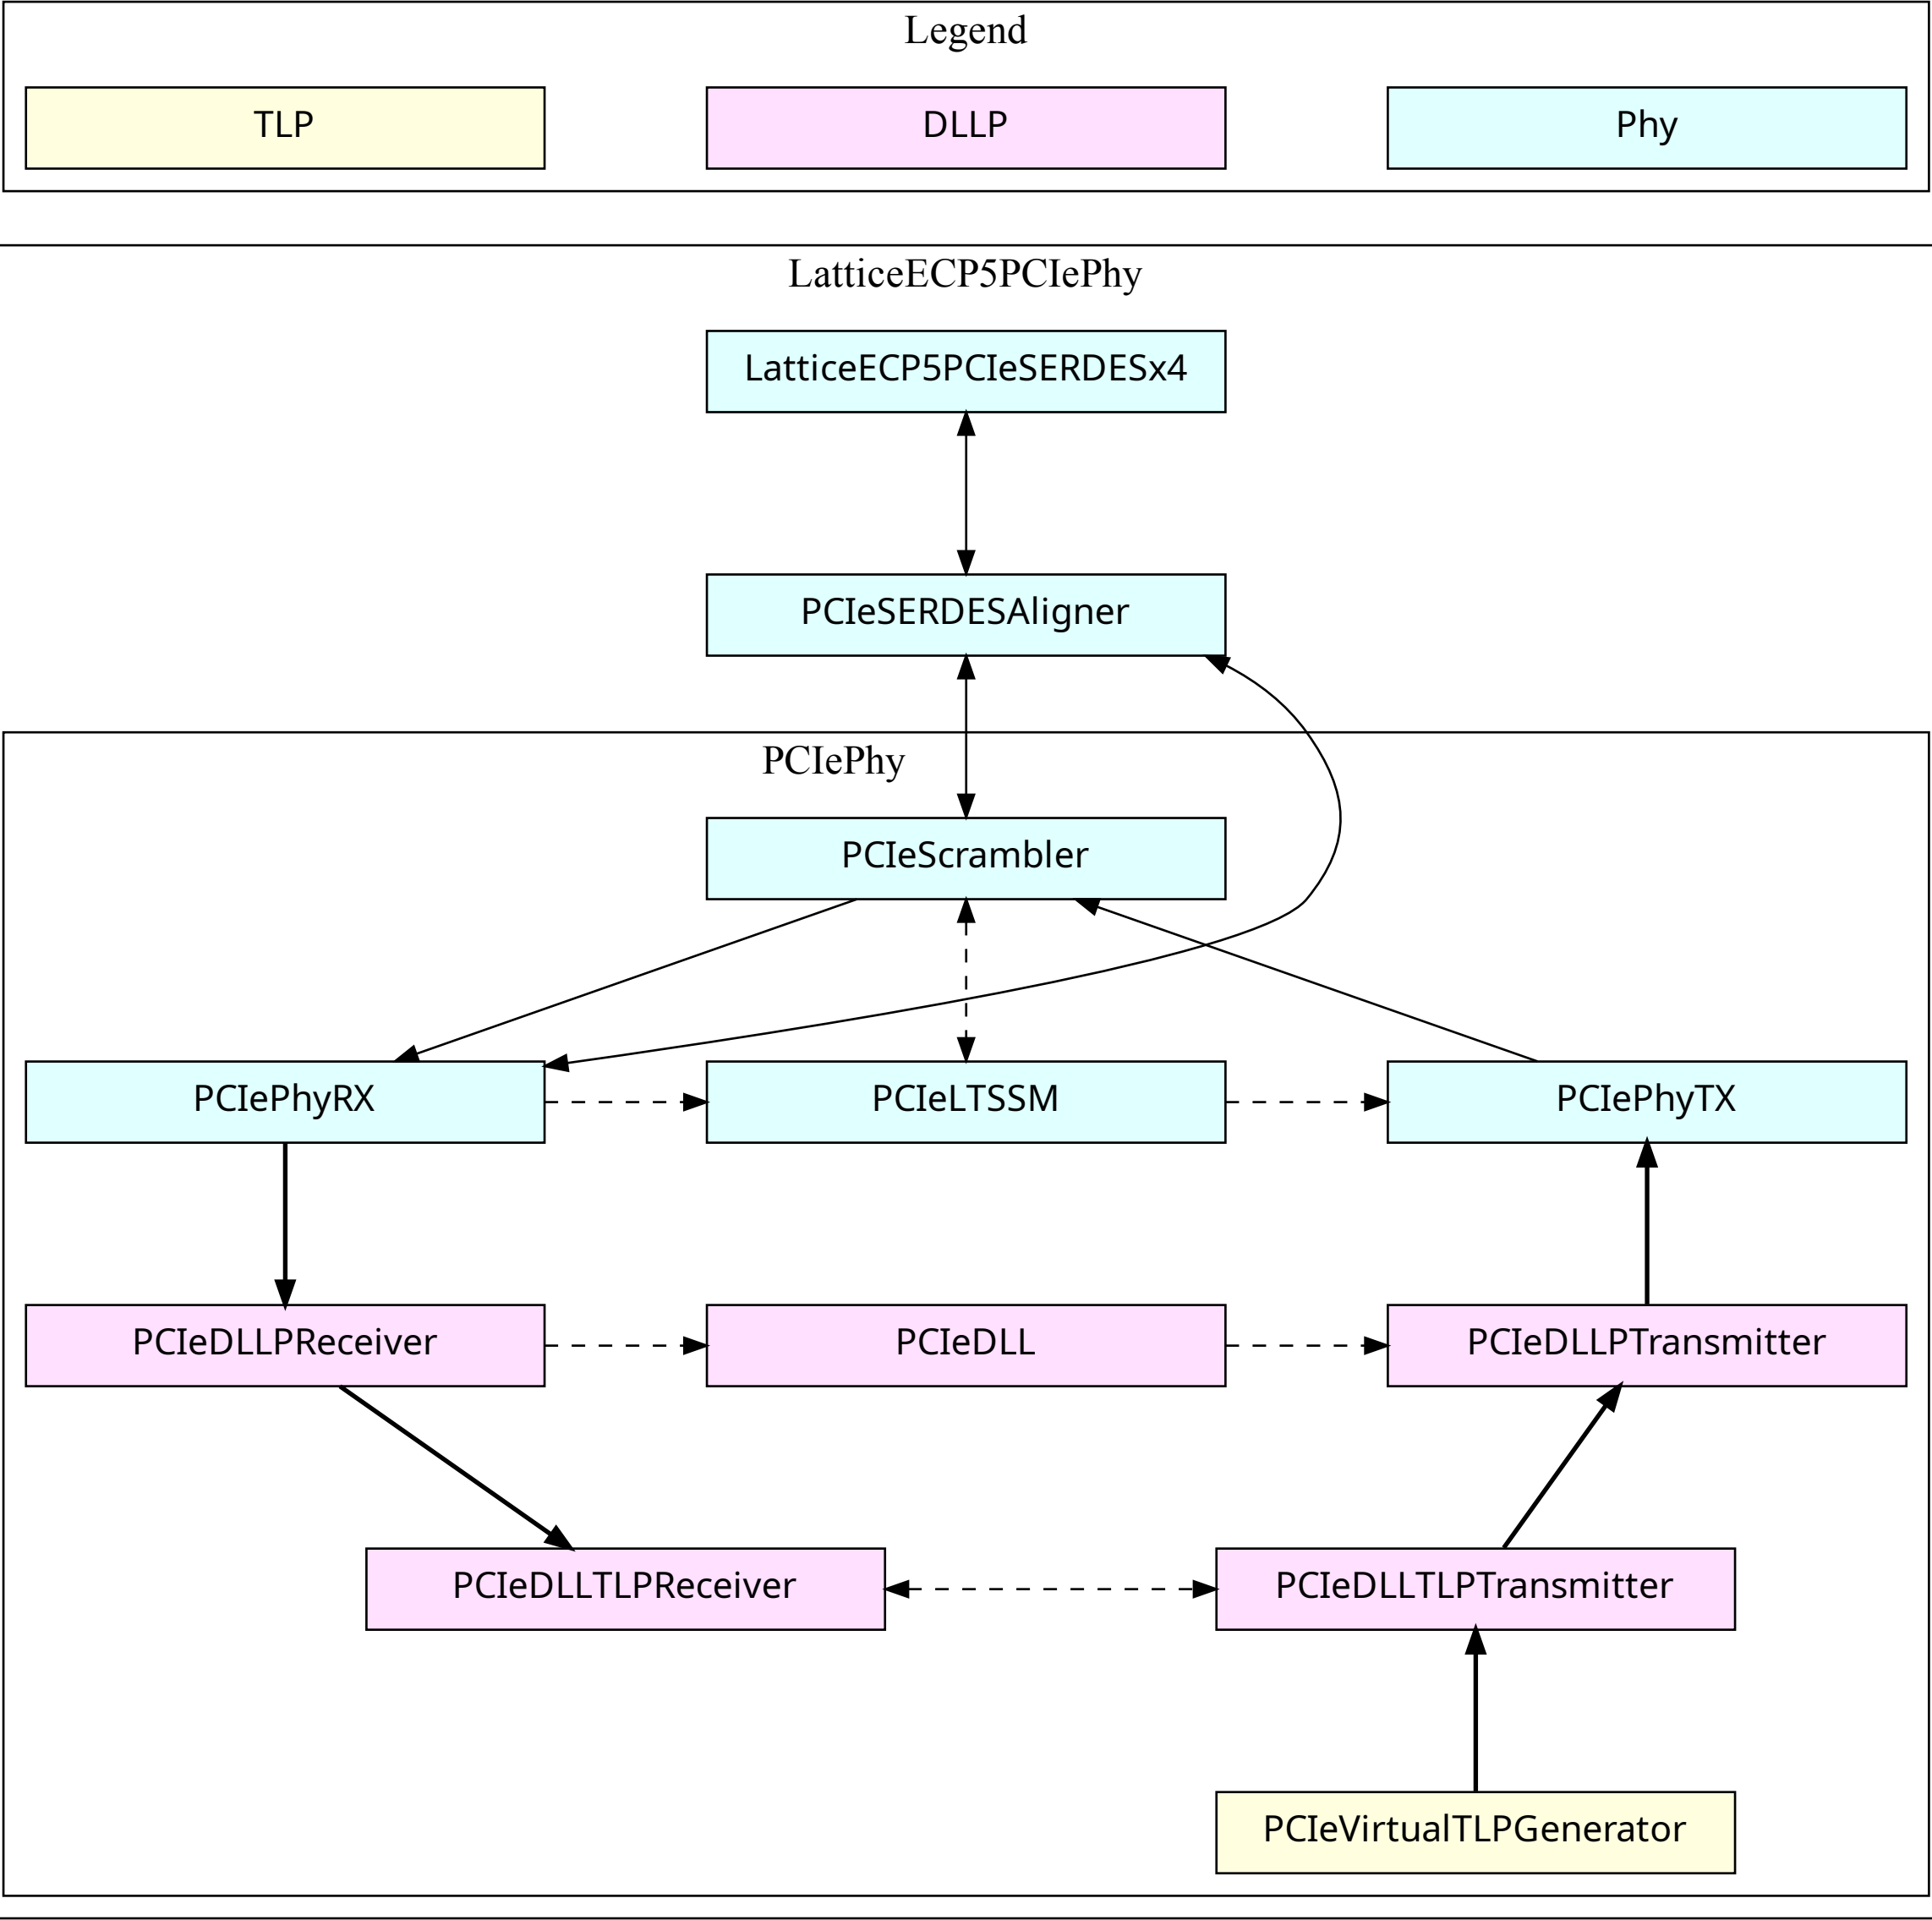 Legend
TLP
DLLP
Phy
LatticeECP5PCIePhy
LatticeECP5PCIeSERDESx4
PCIeSERDESAligner
PCIePhy
PCIeScrambler
PCIePhyRX
PCIeLTSSM
PCIePhyTX
PCIeDLLPReceiver
PCIeDLL
PCIeDLLPTransmitter
PCIeDLLTLPReceiver
PCIeDLLTLPTransmitter
PCIeVirtualTLPGenerator